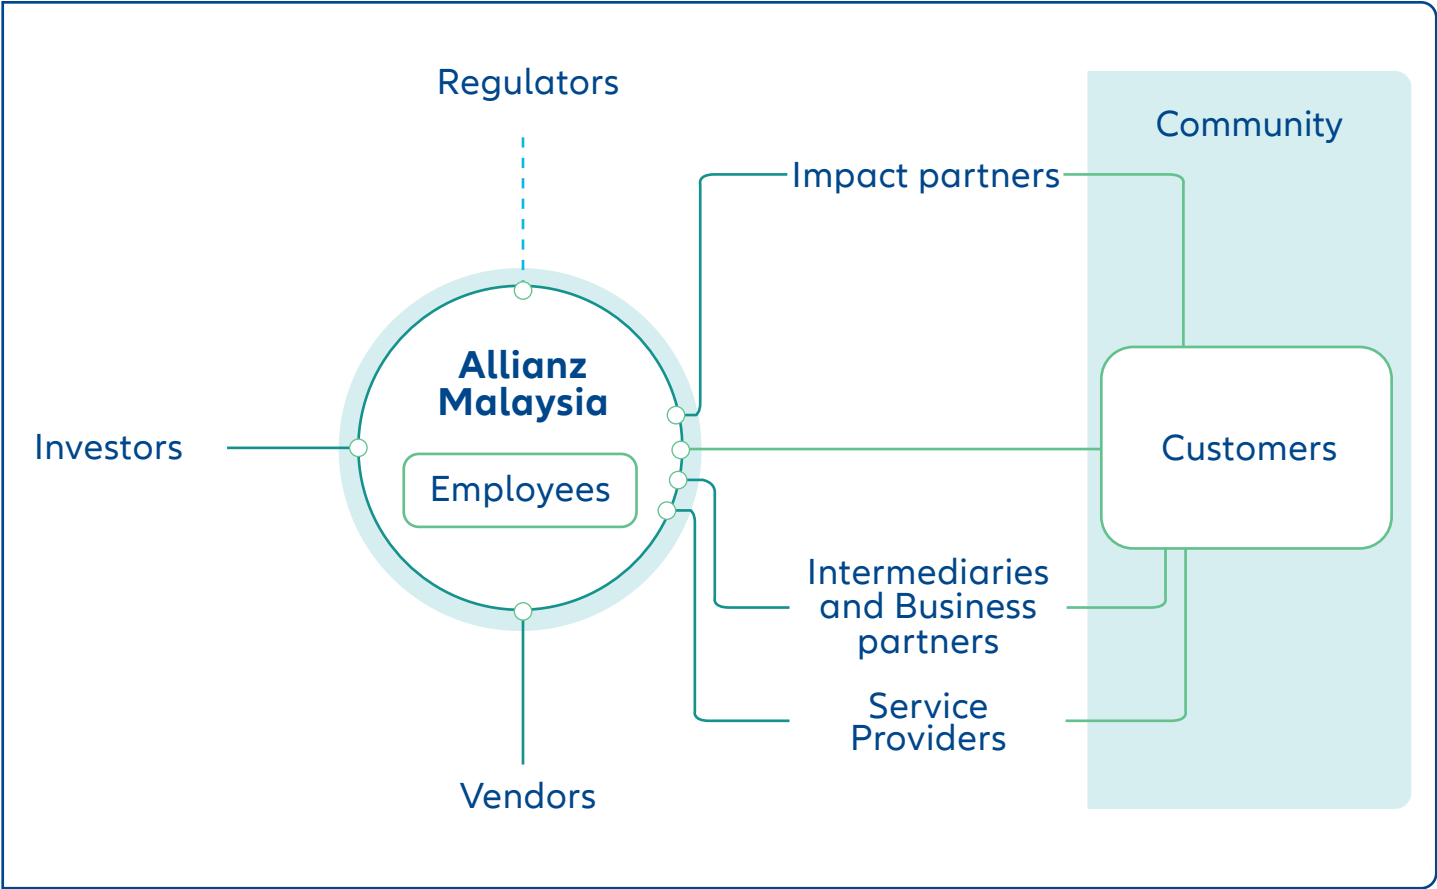 Regulators
Community
Impact partners
Allianz
Malaysia
Investors
Employees
Customers
Intermediaries
and Business
partners
Service
Providers
Vendors